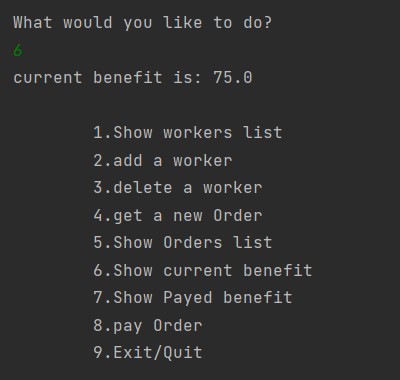 What would you like to do?
6
current benefit is: 75.0
1.Show workers list
2.add a worker
3.delete a worker
4.get a new Order
5.Show Orders list
6.Show current benefit
7.Show Payed benefit
8.pay Order
9.Exit/Quit